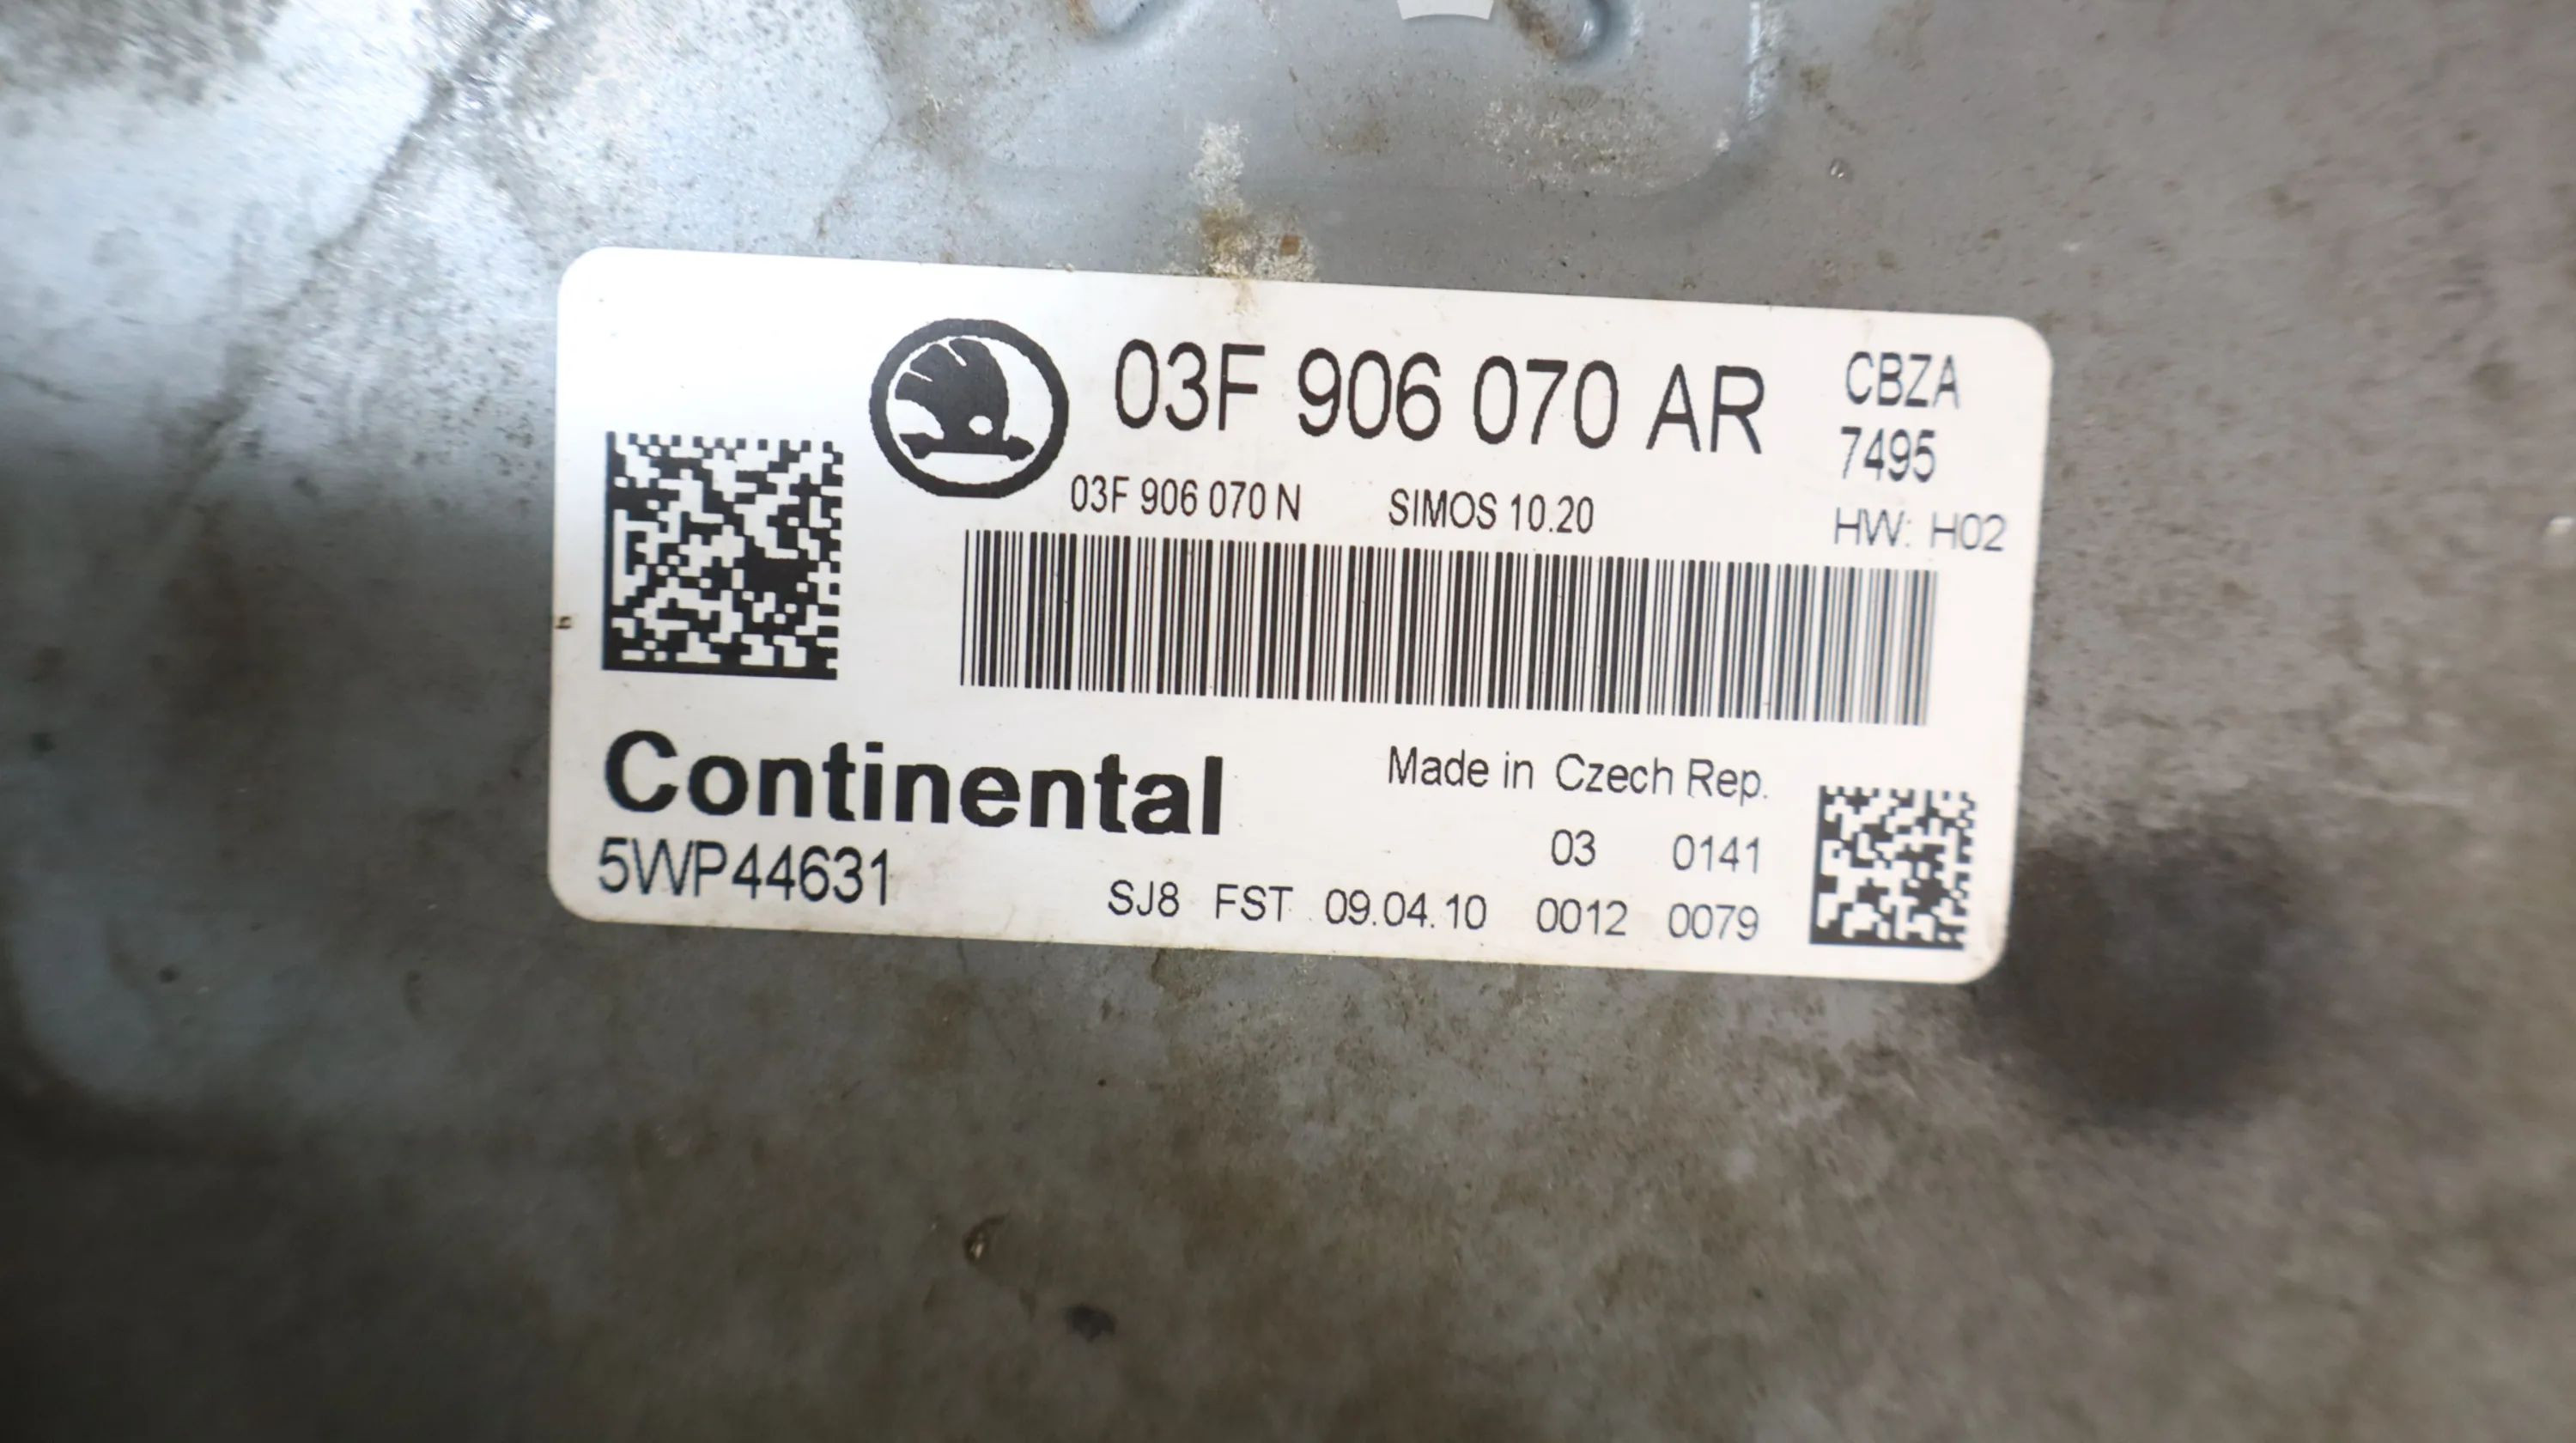 03F 906 070 AR CBZA
7495
03F 906 070 N SIMOS 10.20 HW: H02
Continental Made in Czech Rep.
03 0141
5WP44631 SJ8 FST 09.04.10 0012 0079